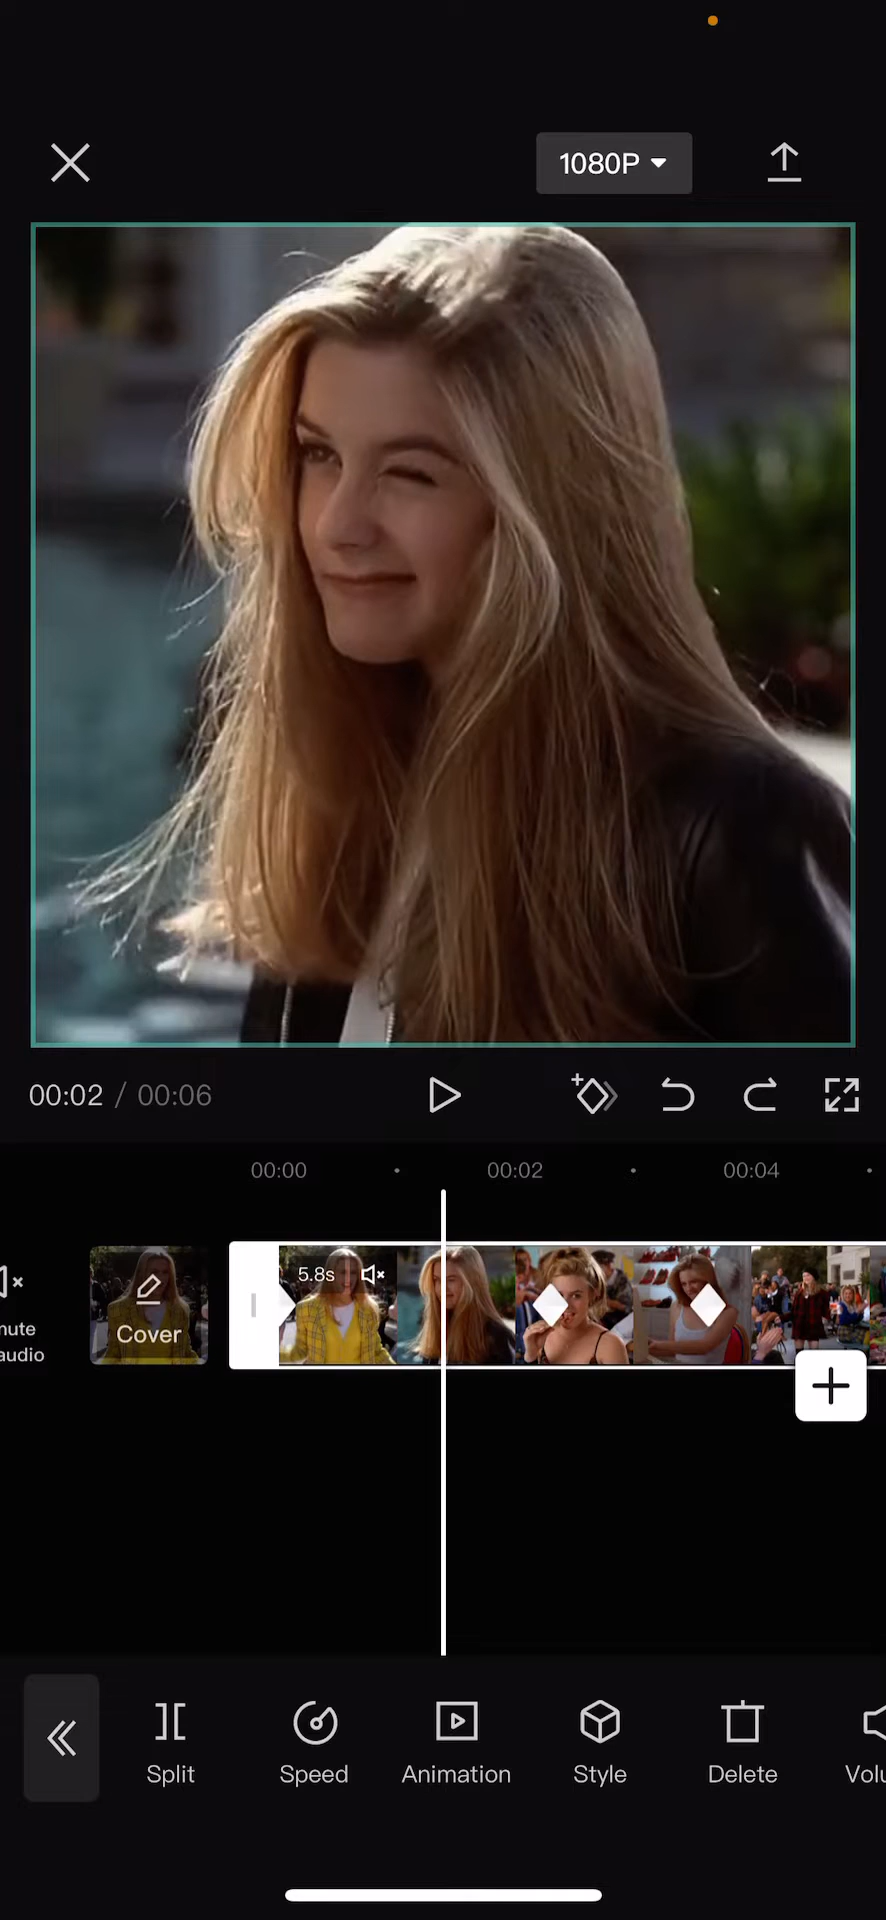 1080P
00:02 / 00:06
00:00
00:02
00:04
5.8s
Cover
mute
audio
Split
Speed
Animation
Style
Delete
Volu